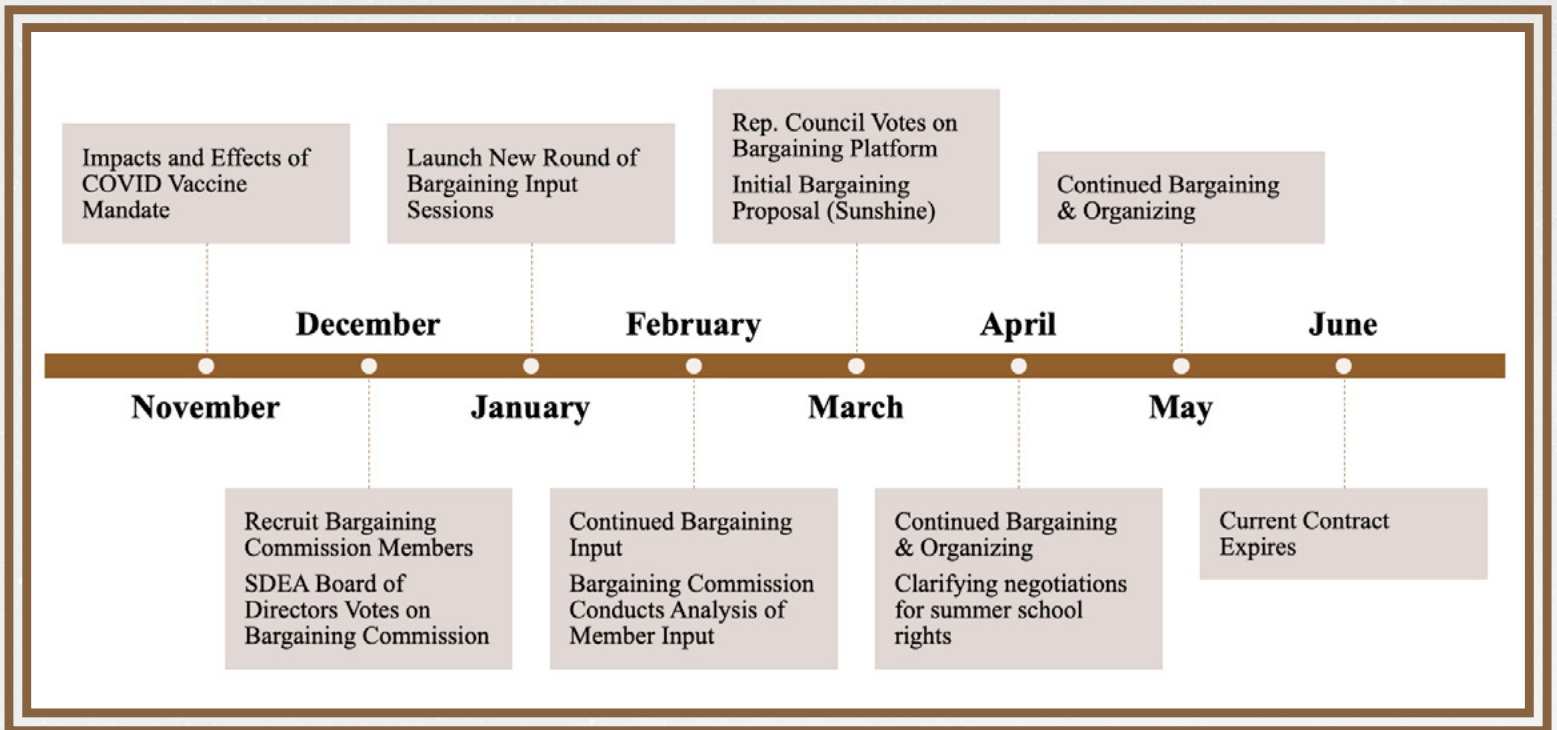 Impacts and Effects of
COVID Vaccine
Mandate
Launch New Round of
Bargaining Input
Sessions
Rep. Council Votes on
Bargaining Platform
Initial Bargaining
Proposal (Sunshine)
Continued Bargaining
& Organizing
December
February
April
June
November
January
March
May
Recruit Bargaining
Commission Members
SDEA Board of
Directors Votes on
Bargaining Commission
Continued Bargaining
Input
Bargaining Commission
Conducts Analysis of
Member Input
Continued Bargaining
& Organizing
Clarifying negotiations
for summer school
rights
Current Contract
Expires